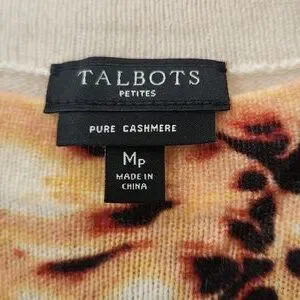 TALBOTS
PETITES
PURE CASHMERE
MP
MADE IN
CHINA